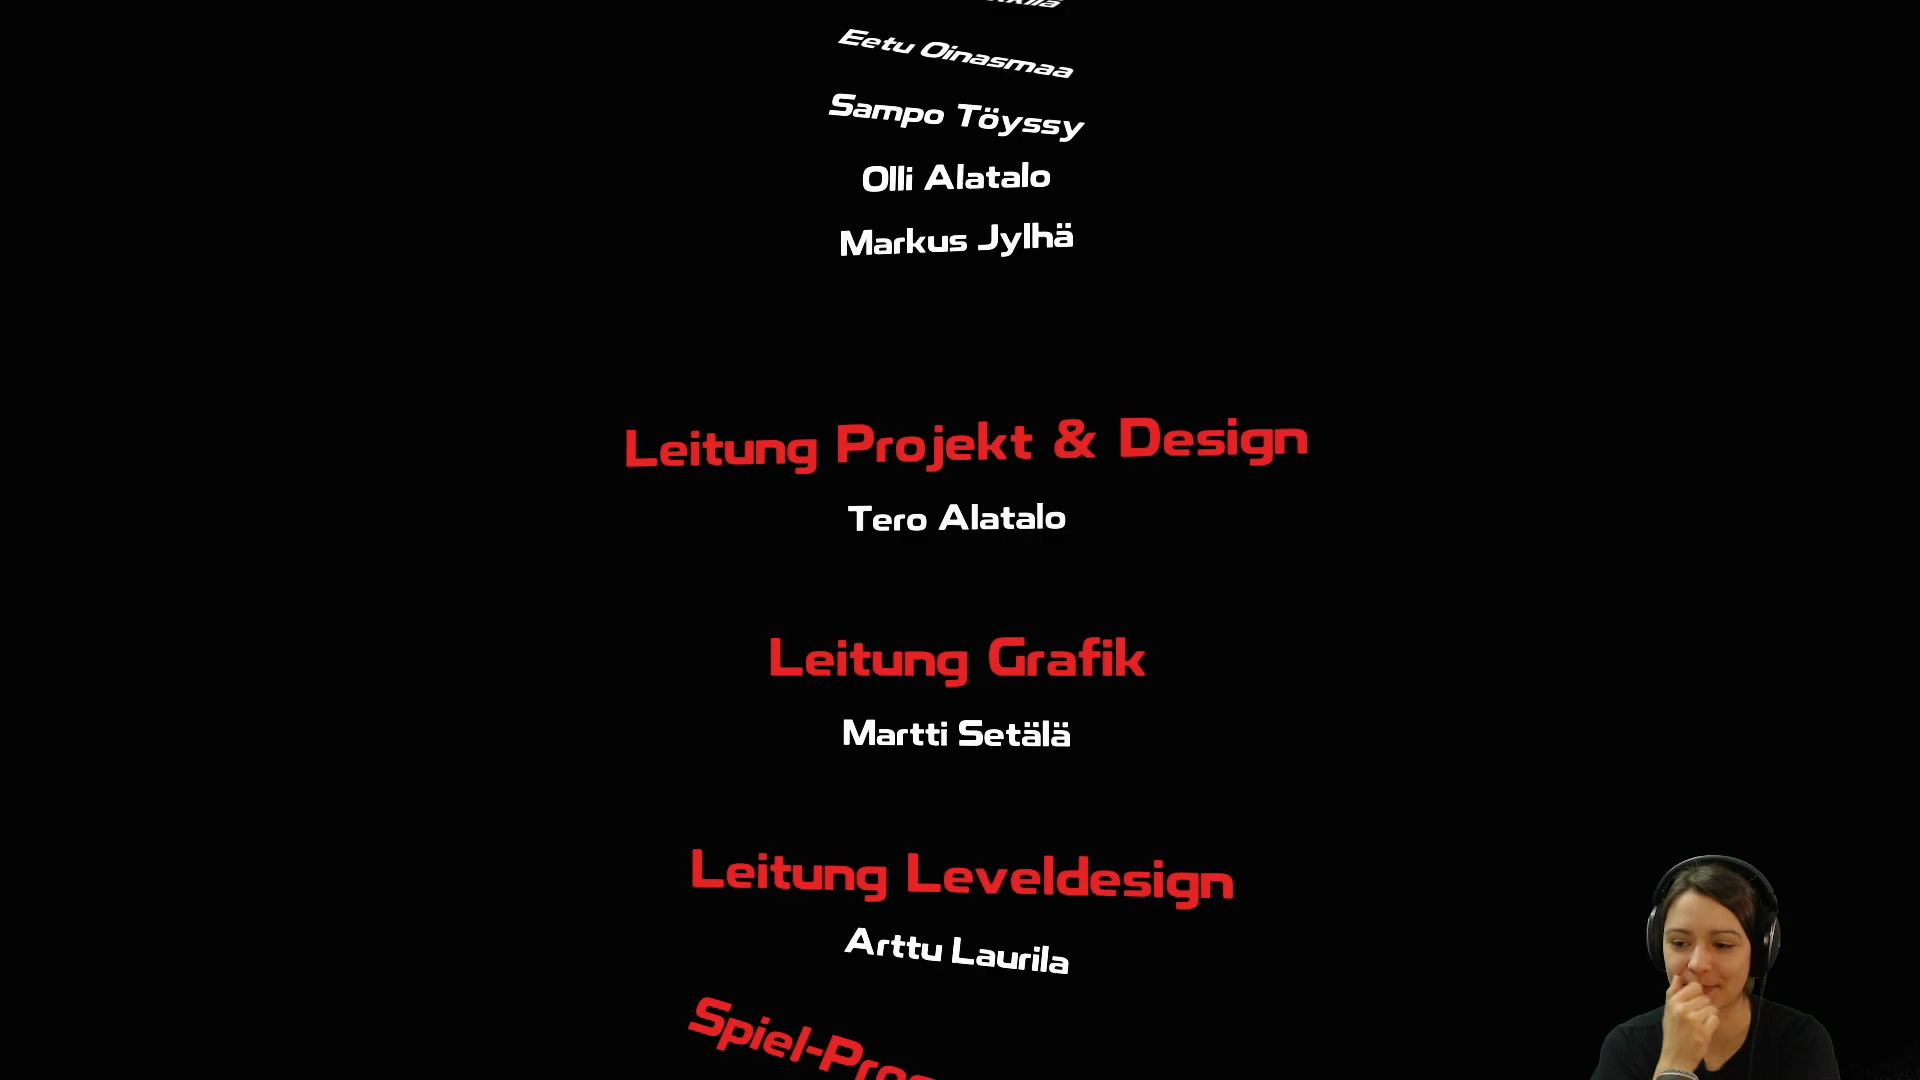 Eetu Oinasmaa
Sampo Töyssy
Olli Alatalo
Markus Jylhä
Leitung Projekt & Design
Tero Alatalo
Leitung Grafik
Martti Setälä
Leitung Leveldesign
Arttu Laurila